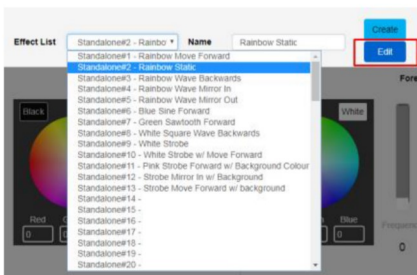 Create
Effect List Standalone#2 - Rainbo Name Rainbow Static
Edit
Standalone#1 - Rainbow Move Forward
Standalone#2 - Rainbow Static
Standalone#3 - Rainbow Wave Backwards
Standalone#4 - Rainbow Wave Mirror In
Standalone#5 - Rainbow Wave Mirror Out
Standalone#6 - Blue Sine Forward
Standalone#7 - Green Sawtooth Forward
Standalone#8 - White Square Wave Backwards
Standalone#9 - White Strobe
Standalone#10 - White Strobe w/ Move Forward
Standalone#11 - Pink Strobe Forward w/ Background Colour
Standalone#12 - Strobe Mirror In w/ Background
Standalone#13 - Strobe Move Forward w/ background
Standalone#14 -
Standalone#15 -
Standalone#16 -
Standalone#17 -
Standalone#18 -
Standalone#19 -
Standalone#20 -
Fore
Black White
Red Blue
Frequenc
0 0 0